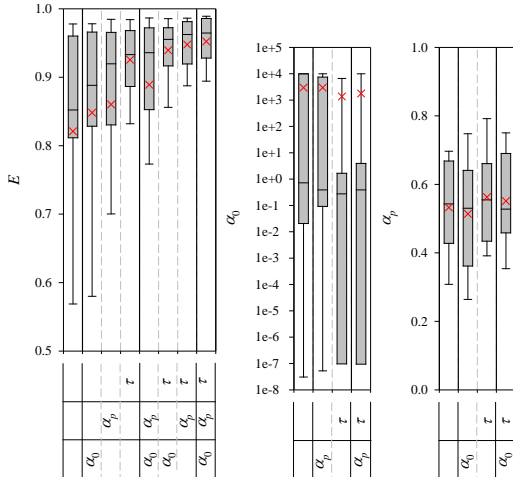 1.0
0.9
0.8
0.7
0.6
0.5
E
τ τ τ τ τ
α_p α_p α_p α_p
α_0 α_0 α_0 α_0
1e+5
1e+4
1e+3
1e+2
1e+1
1e+0
1e-1
1e-2
1e-3
1e-4
1e-5
1e-6
1e-7
1e-8
α_0
τ τ
α_p α_p
1.0
0.8
0.6
0.4
0.2
0.0
α_p
τ τ
α_0 α_0